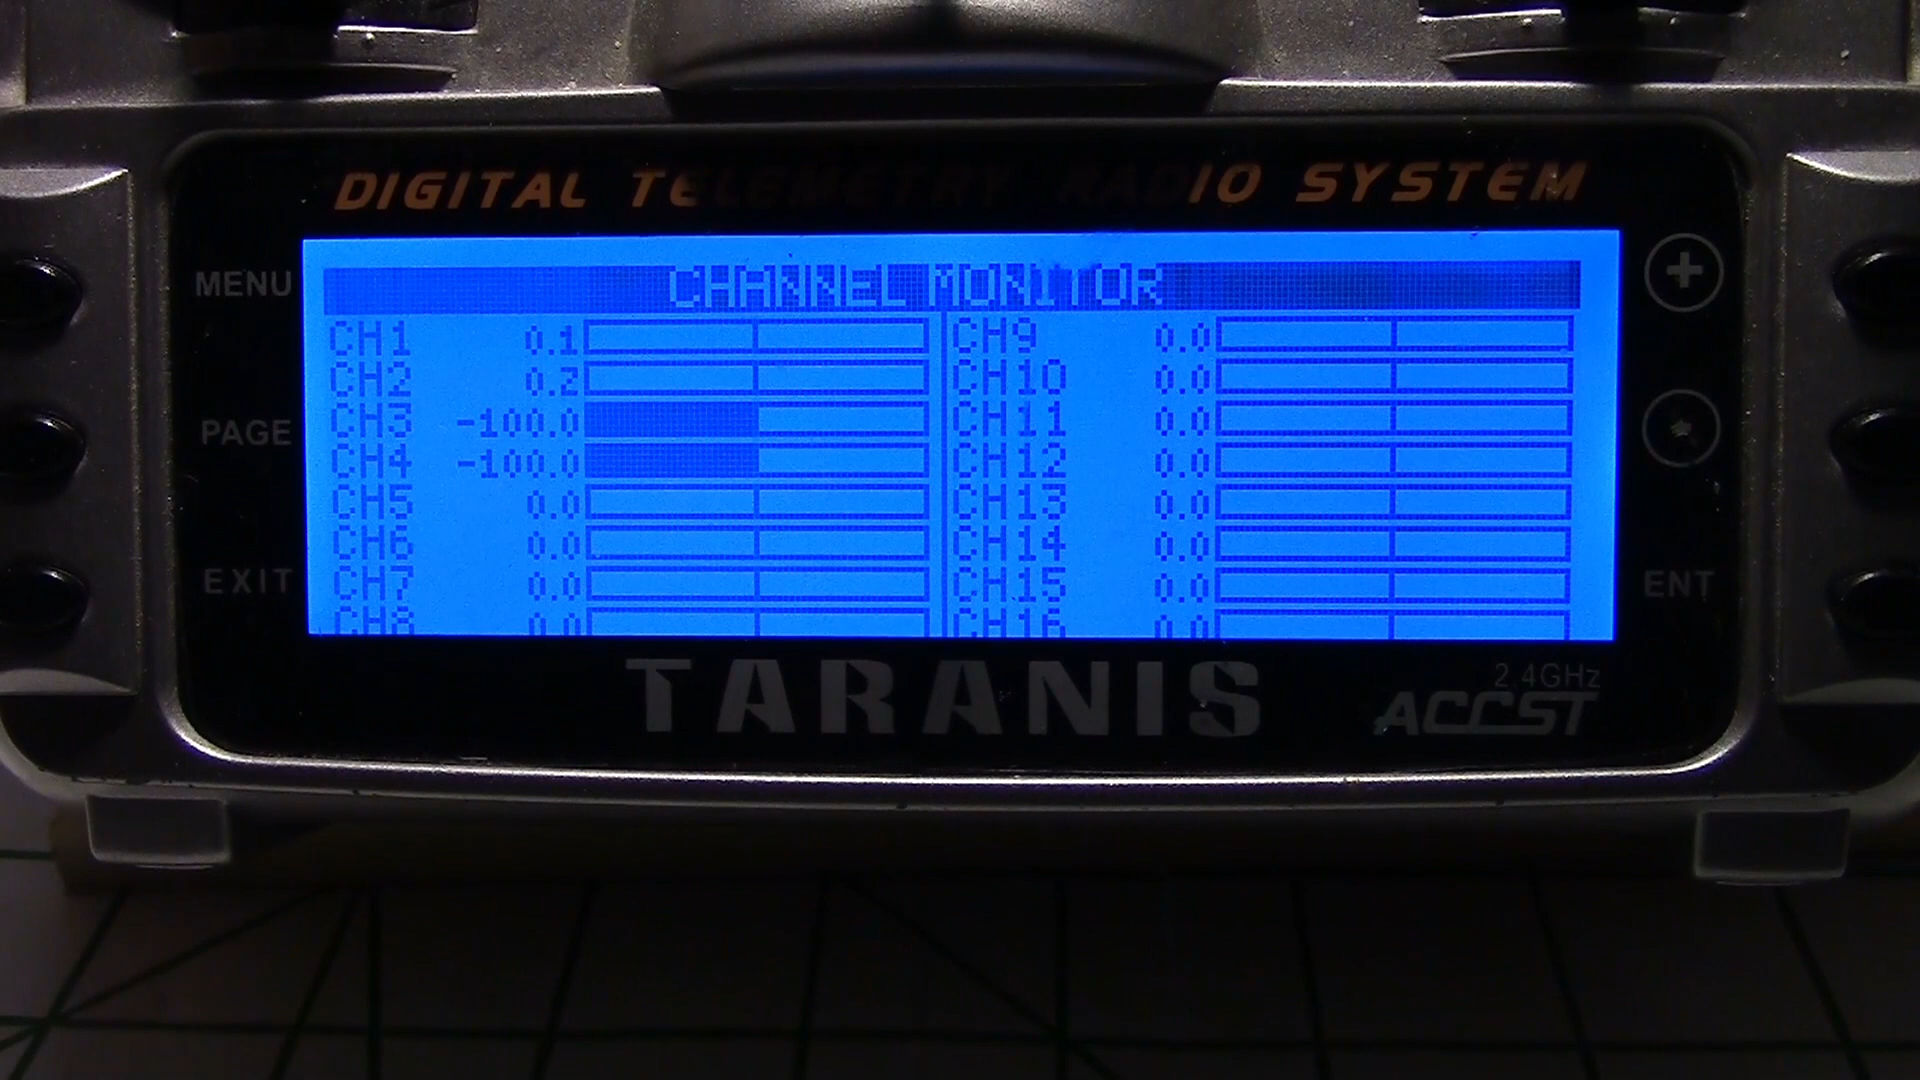 DIGITAL TELEMETRY RADIO SYSTEM
MENU
PAGE
EXIT
CHANNEL MONITOR
CH1 0.1
CH2 0.2
CH3 -100.0
CH4 -100.0
CH5 0.0
CH6 0.0
CH7 0.0
CH8 0.0
CH9 0.0
CH10 0.0
CH11 0.0
CH12 0.0
CH13 0.0
CH14 0.0
CH15 0.0
CH16 0.0
+
-
ENT
TARANIS
2.4GHz
ACCST